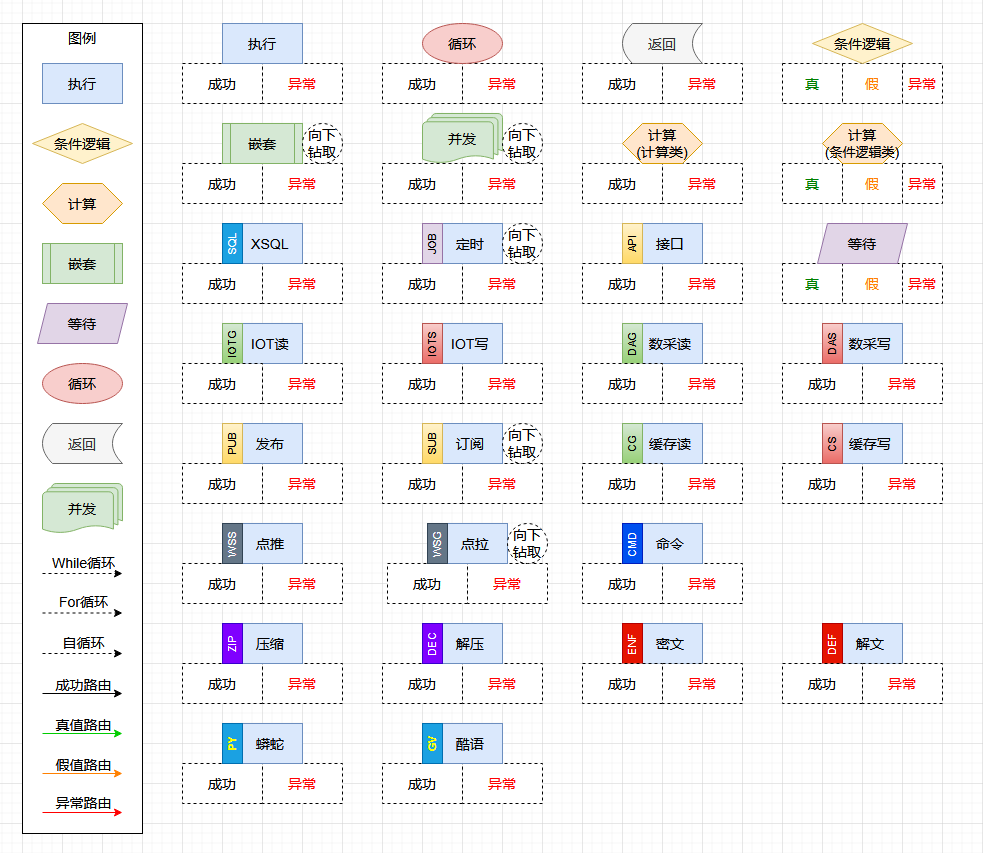 图例
执行
条件逻辑
计算
嵌套
等待
循环
返回
并发
While循环
For循环
自循环
成功路由
真值路由
假值路由
异常路由
执行
成功 异常
循环
成功 异常
返回
成功 异常
条件逻辑
真 假 异常
嵌套
向下
钻取
成功 异常
并发
向下
钻取
成功 异常
计算
(计算类)
成功 异常
计算
(条件逻辑类)
真 假 异常
SQL XSQL
成功 异常
JOB 定时
向下
钻取
成功 异常
API 接口
成功 异常
等待
真 假 异常
IOTG IOT读
成功 异常
IOTS IOT写
成功 异常
DAG 数采读
成功 异常
DAS 数采写
成功 异常
PUB 发布
成功 异常
SUB 订阅
向下
钻取
成功 异常
CG 缓存读
成功 异常
CS 缓存写
成功 异常
WSS 点推
成功 异常
WSG 点拉
向下
钻取
成功 异常
CMD 命令
成功 异常
ZIP 压缩
成功 异常
DEC 解压
成功 异常
ENF 密文
成功 异常
DEF 解文
成功 异常
PY 蟒蛇
成功 异常
GV 酷语
成功 异常